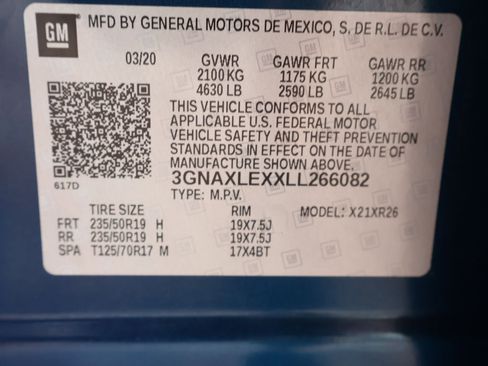 GM
MFD BY GENERAL MOTORS DE MEXICO, S. DE R.L. DE C.V.
03/20 GVWR GAWR FRT GAWR RR
2100 KG 1175 KG 1200 KG
4630 LB 2590 LB 2645 LB
THIS VEHICLE CONFORMS TO ALL
APPLICABLE U.S. FEDERAL MOTOR
VEHICLE SAFETY AND THEFT PREVENTION
STANDARDS IN EFFECT ON THE DATE OF
MANUFACTURE SHOWN ABOVE.
617D
3GNAXLEXXLL266082
TYPE: M.P.V.
TIRE SIZE RIM MODEL: X21XR26
FRT 235/50R19 H 19X7.5J
RR 235/50R19 H 19X7.5J
SPA T125/70R17 M 17X4BT